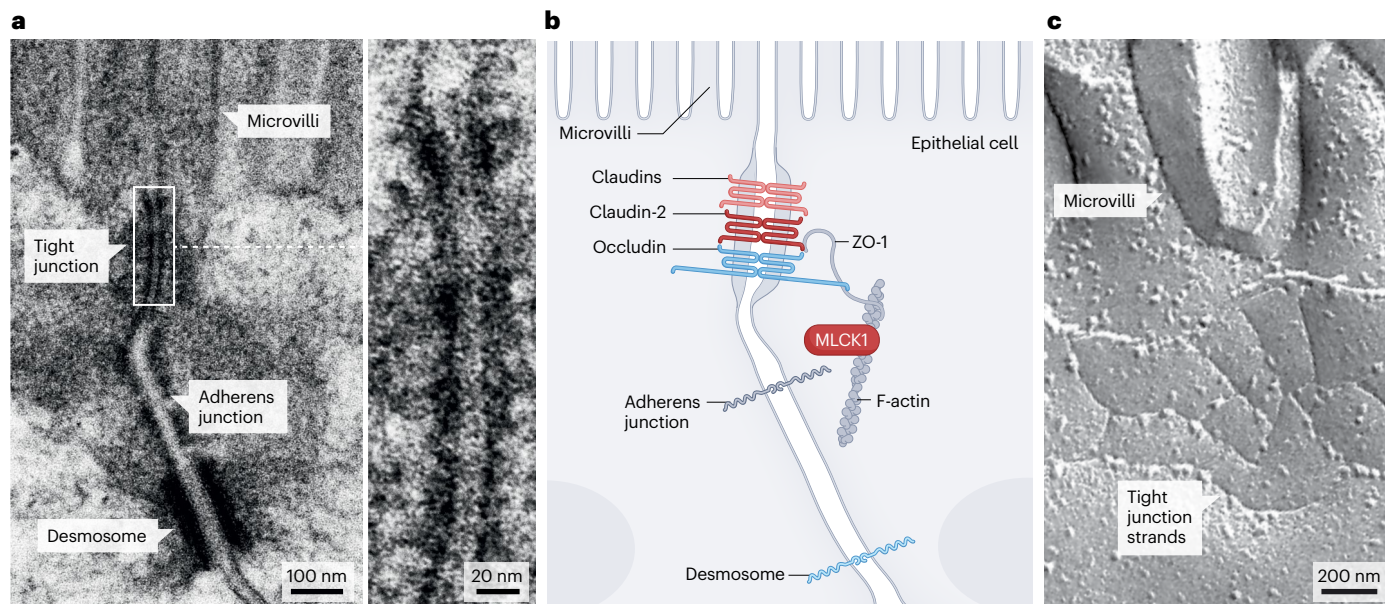 a
Microvilli
Tight
junction
Adherens
junction
Desmosome
100 nm
20 nm
b
Microvilli
Epithelial cell
Claudins
Claudin-2
Occludin
ZO-1
MLCK1
Adherens
junction
F-actin
Desmosome
c
Microvilli
Tight
junction
strands
200 nm